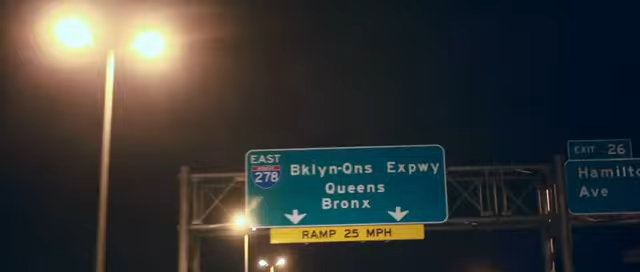 EAST
278
Bklyn-Qns Expwy
Queens
Bronx
RAMP 25 MPH
EXIT 26
Hamilto
Ave